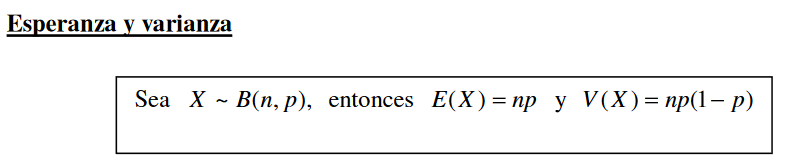 Esperanza y varianza
Sea X ~ B(n, p), entonces E(X) = np y V(X) = np(1 − p)